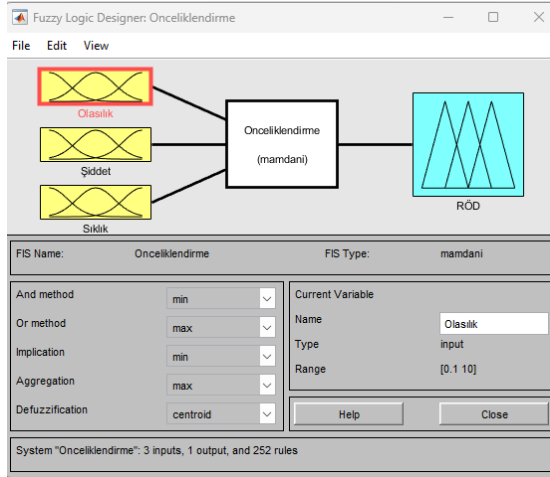 Fuzzy Logic Designer: Onceliklendirme
File Edit View
Olasılık
Şiddet
Sıklık
Onceliklendirme
(mamdani)
RÖD
FIS Name: Onceliklendirme FIS Type: mamdani
And method min
Or method max
Implication min
Aggregation max
Defuzzification centroid
Current Variable
Name Olasılık
Type input
Range [0.1 10]
Help Close
System "Onceliklendirme": 3 inputs, 1 output, and 252 rules